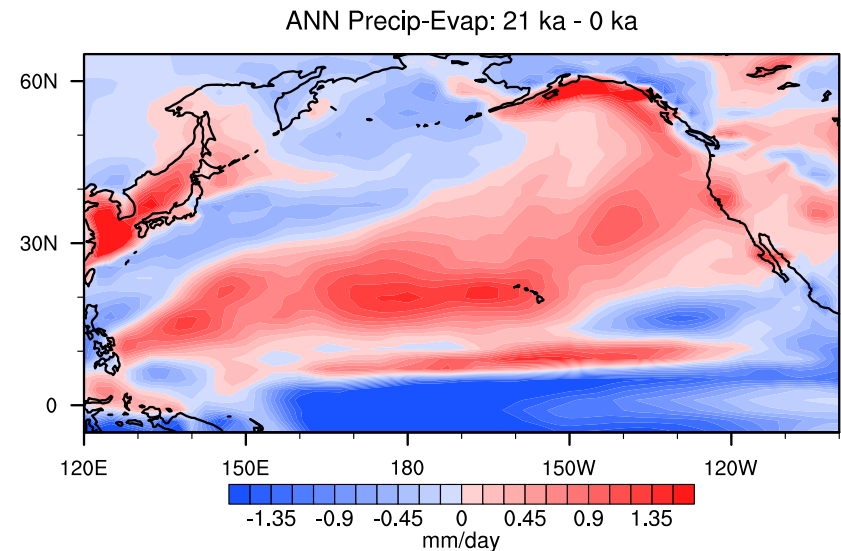 ANN Precip-Evap: 21 ka - 0 ka
60N
30N
0
120E 150E 180 150W 120W
-1.35 -0.9 -0.45 0 0.45 0.9 1.35
mm/day